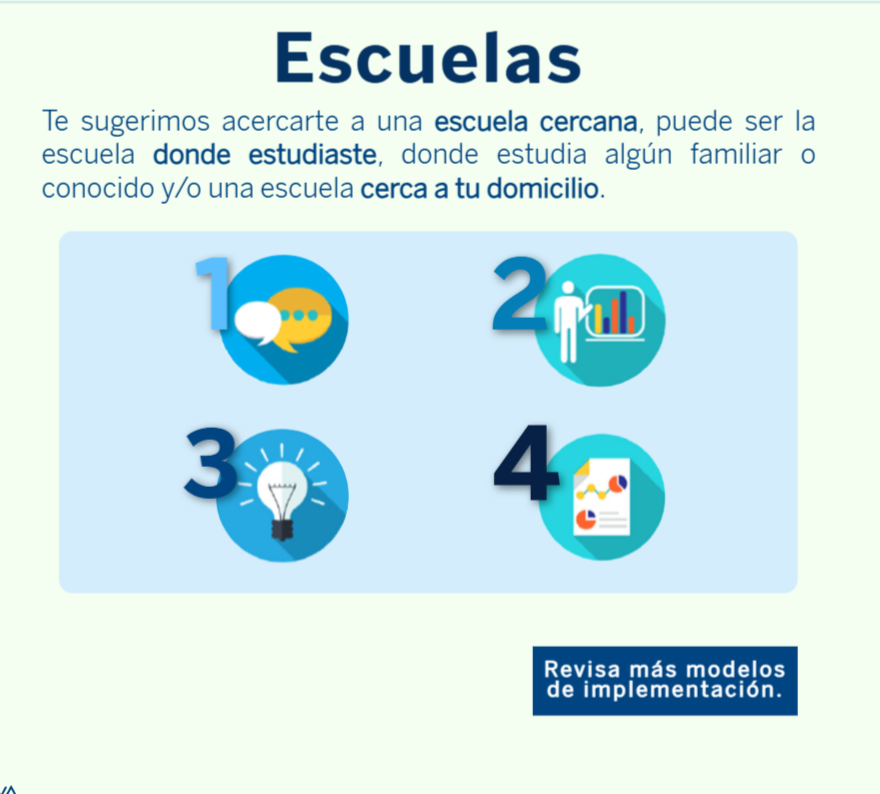 Escuelas
Te sugerimos acercarte a una escuela cercana, puede ser la
escuela donde estudiaste, donde estudia algún familiar o
conocido y/o una escuela cerca a tu domicilio.
1
2
3
4
Revisa más modelos
de implementación.